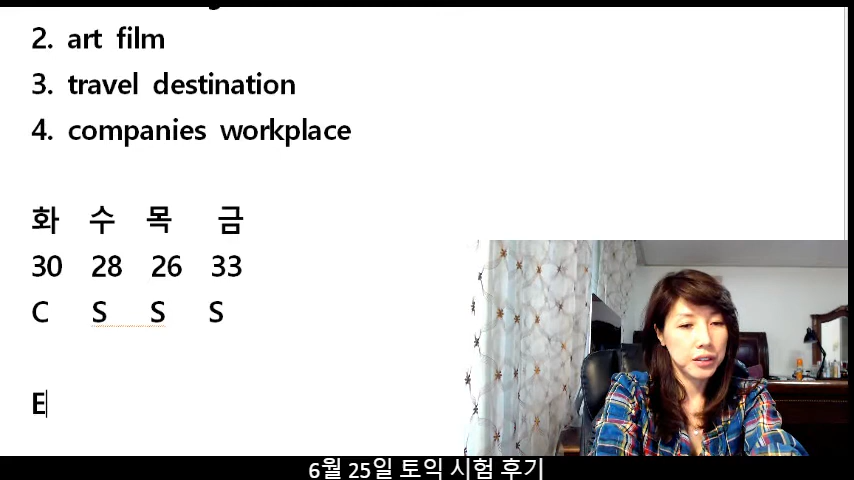 2. art film
3. travel destination
4. companies workplace
화 수 목 금
30 28 26 33
C S S S
E
6월 25일 토익 시험 후기